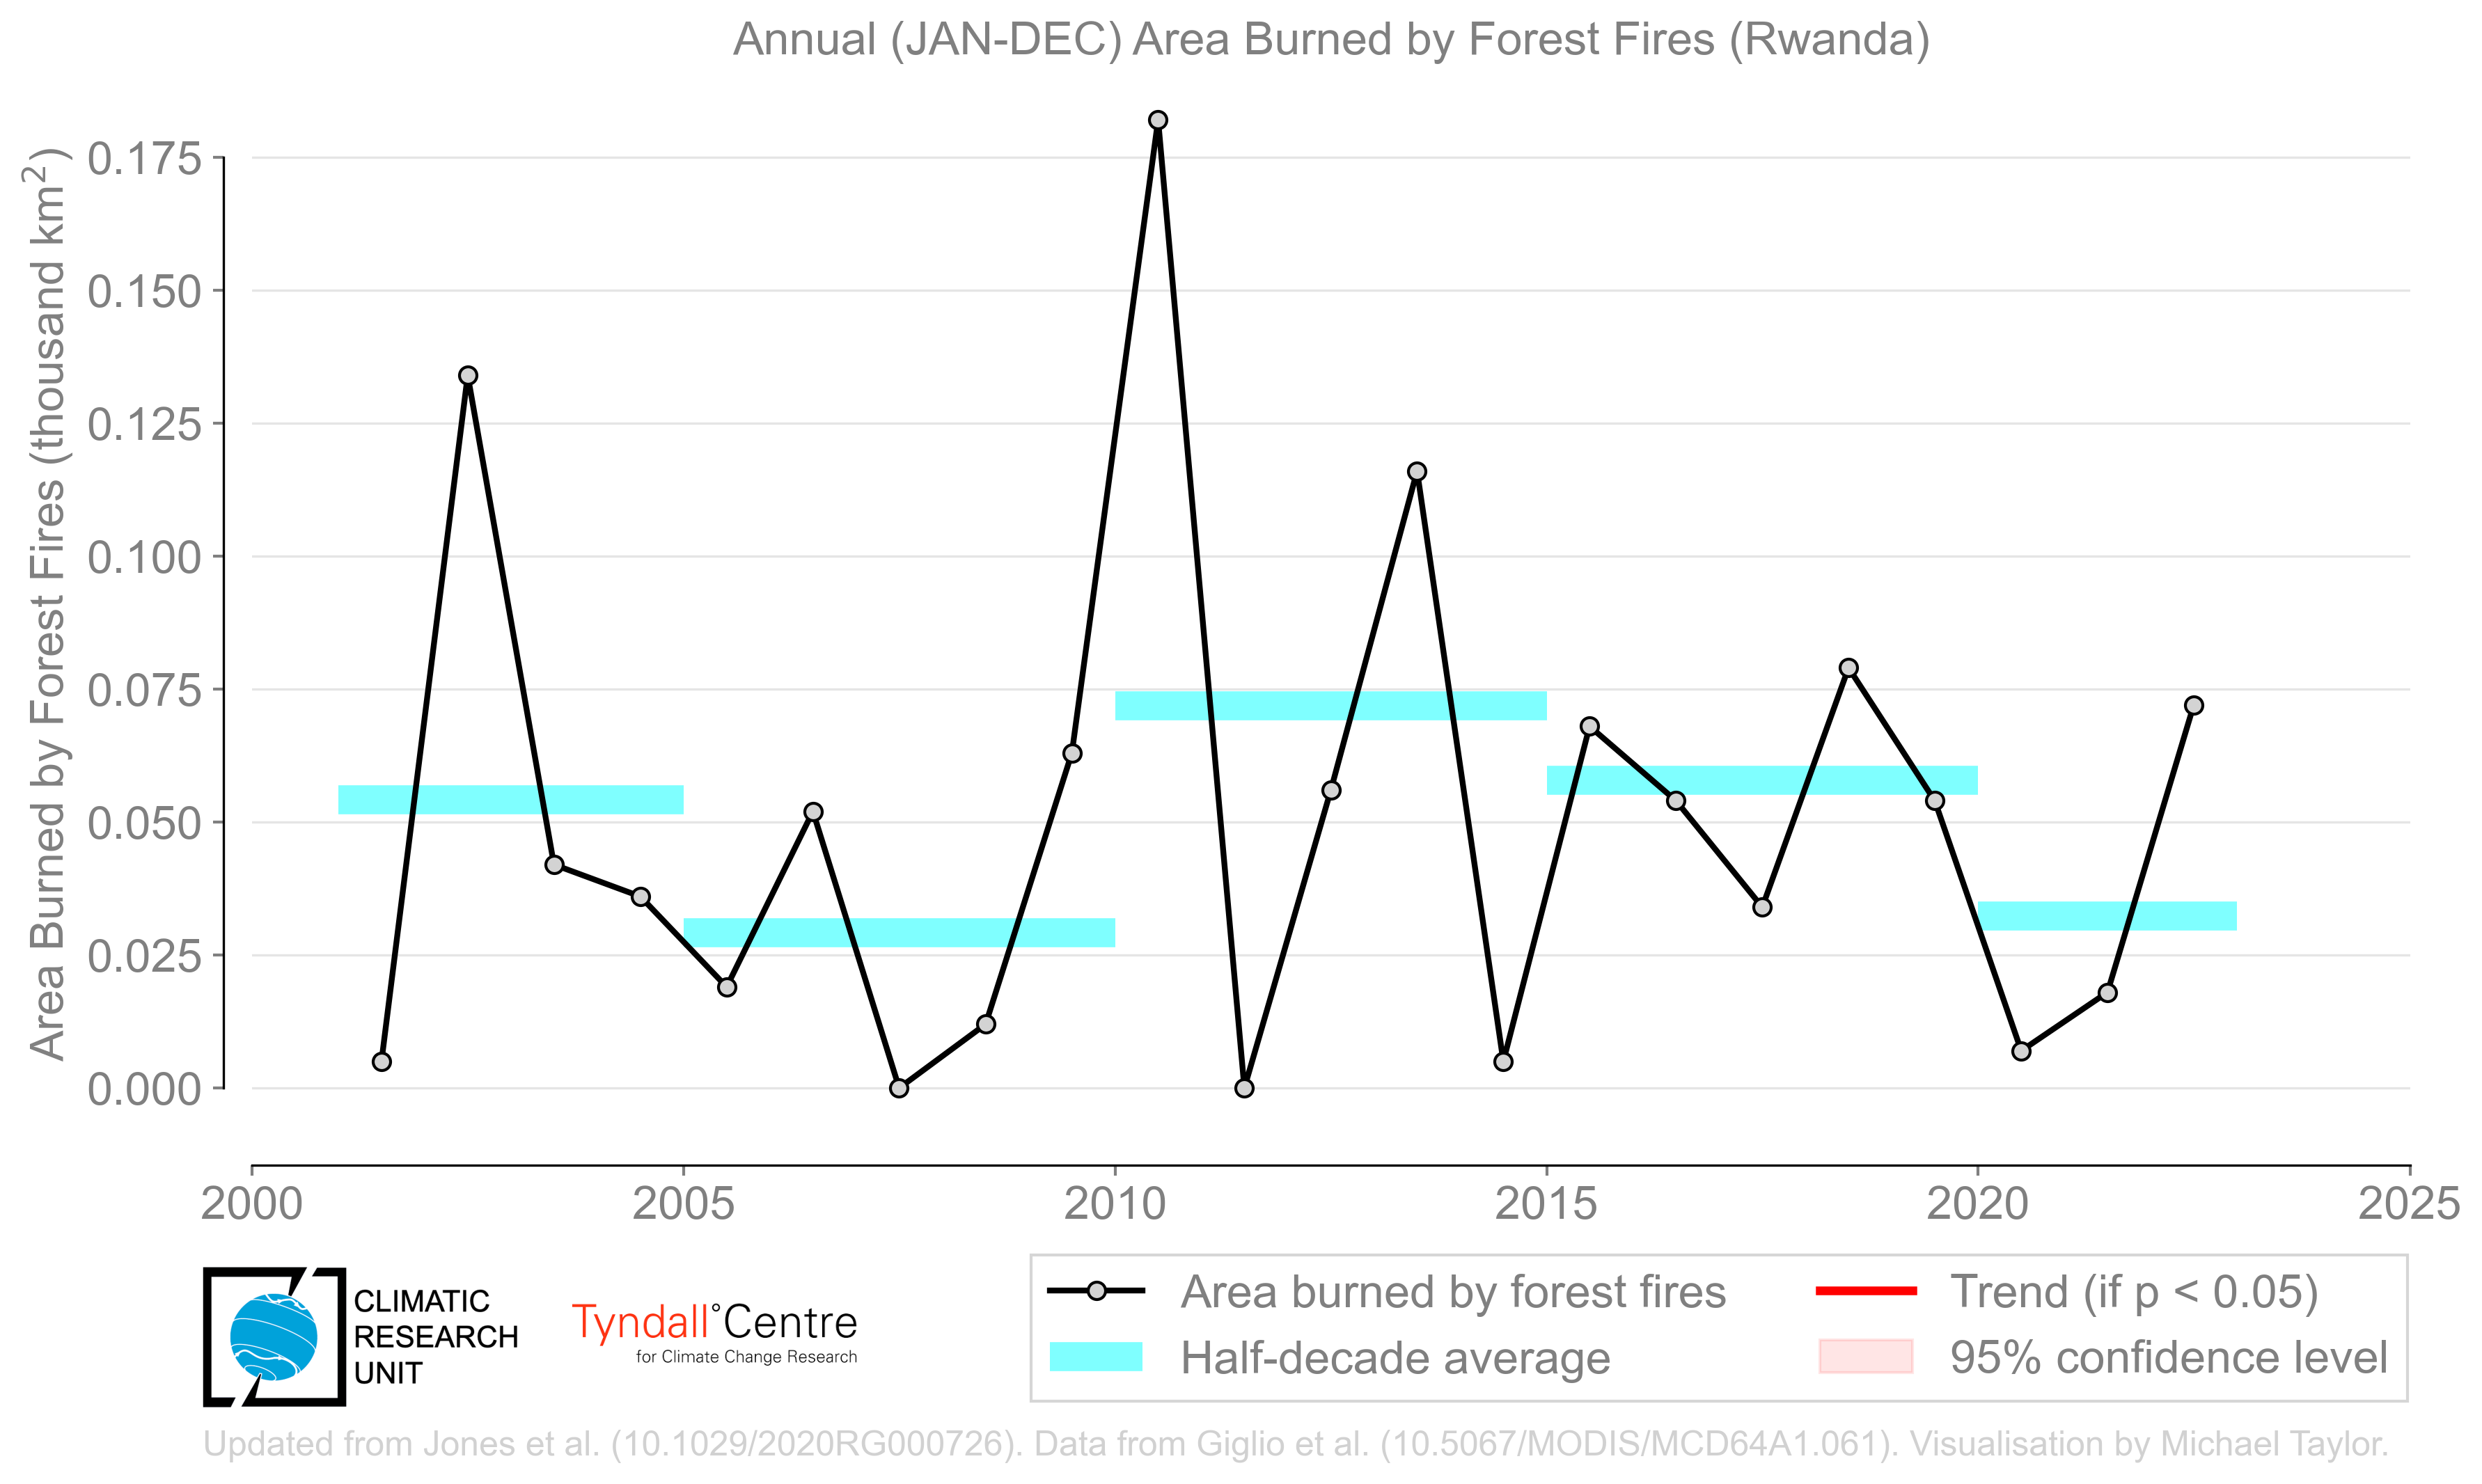 Annual (JAN-DEC) Area Burned by Forest Fires (Rwanda)
Area Burned by Forest Fires (thousand km²)
0.175
0.150
0.125
0.100
0.075
0.050
0.025
0.000
2000 2005 2010 2015 2020 2025
CLIMATIC
RESEARCH
UNIT
Tyndall°Centre
for Climate Change Research
Area burned by forest fires
Half-decade average
Trend (if p < 0.05)
95% confidence level
Updated from Jones et al. (10.1029/2020RG000726). Data from Giglio et al. (10.5067/MODIS/MCD64A1.061). Visualisation by Michael Taylor.